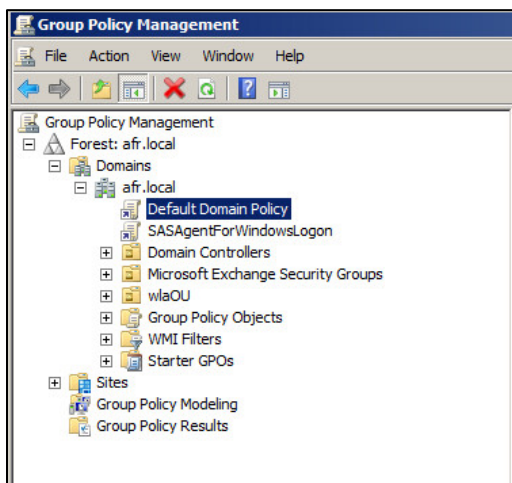 Group Policy Management
File Action View Window Help
Group Policy Management
Forest: afr.local
Domains
afr.local
Default Domain Policy
SASAgentForWindowsLogon
Domain Controllers
Microsoft Exchange Security Groups
wlaOU
Group Policy Objects
WMI Filters
Starter GPOs
Sites
Group Policy Modeling
Group Policy Results